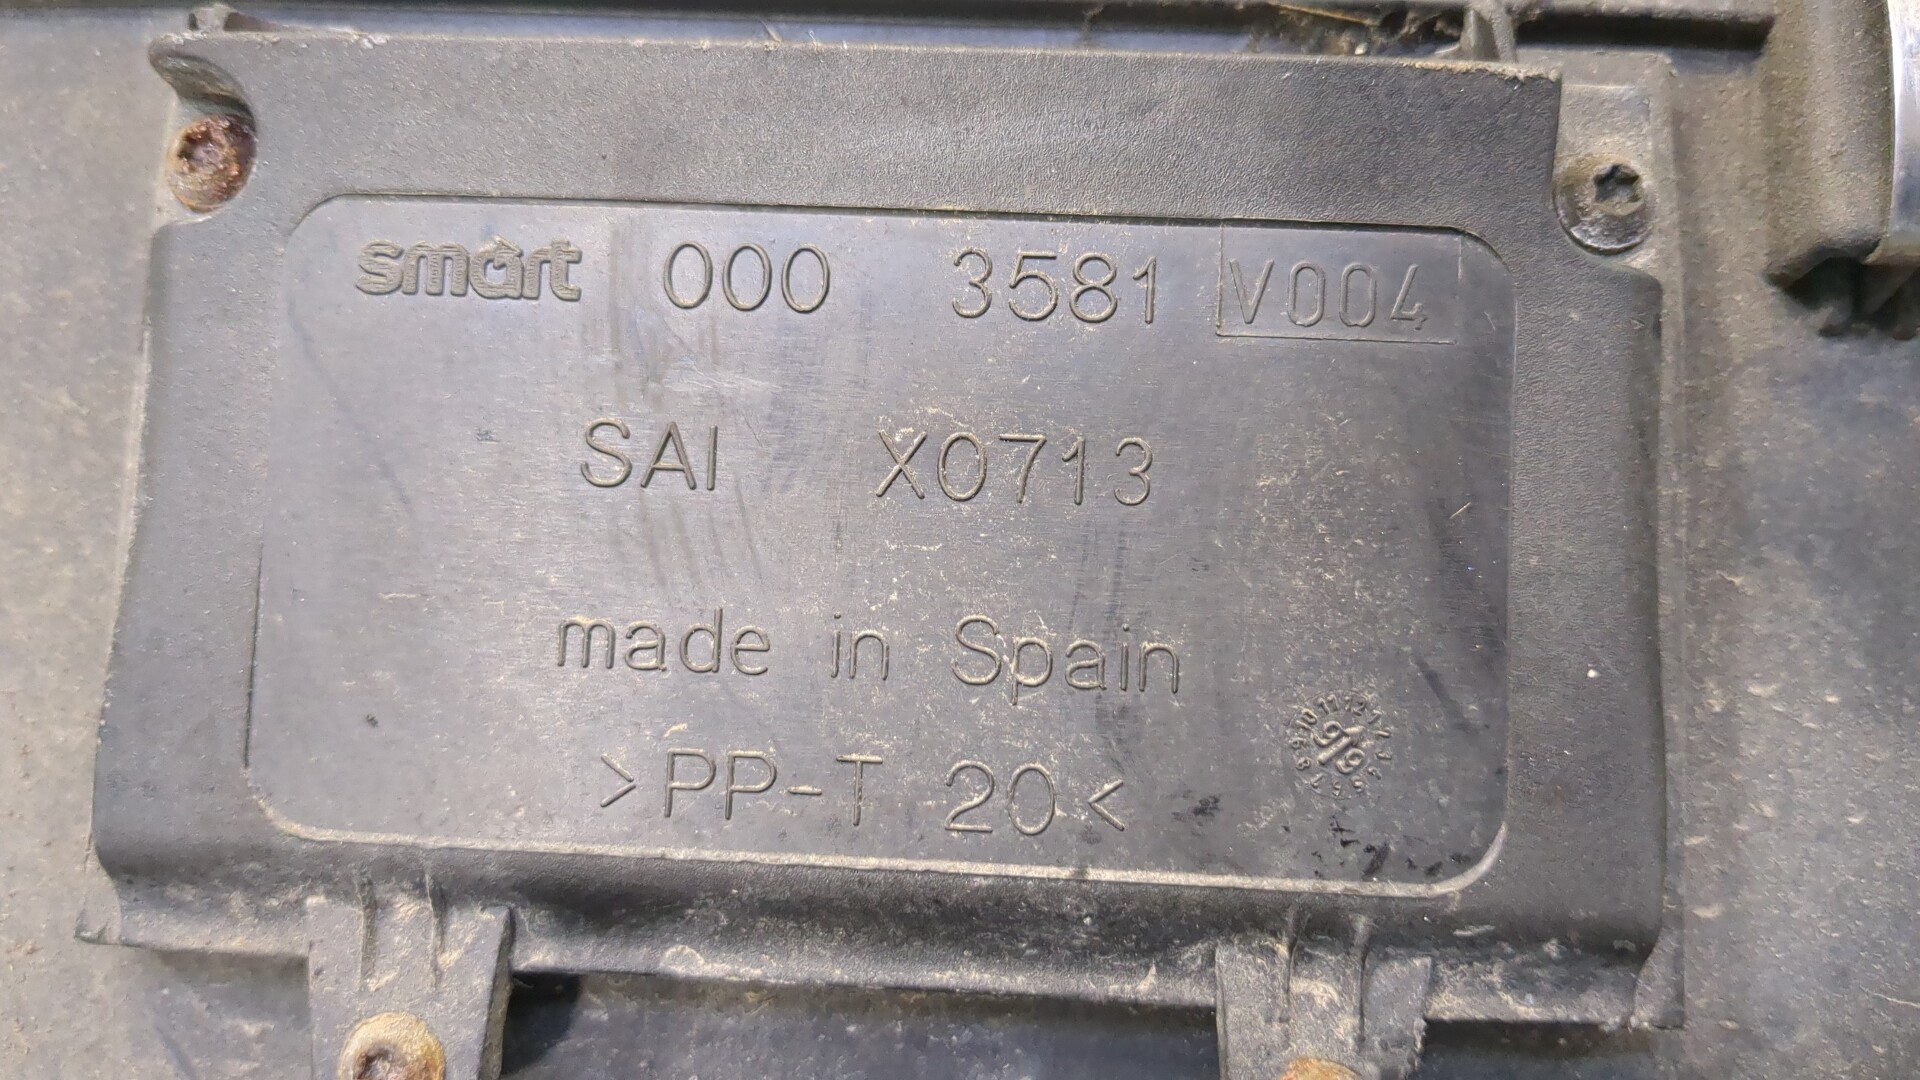 smart 000 3581 V004
SAI X0713
made in Spain
>PP-T 20<